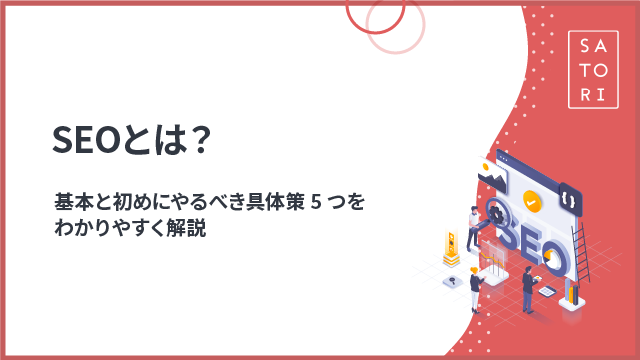 SA
TO
RI
SEOとは？
基本と初めにやるべき具体策 5 つを
わかりやすく解説
{ }
SEO